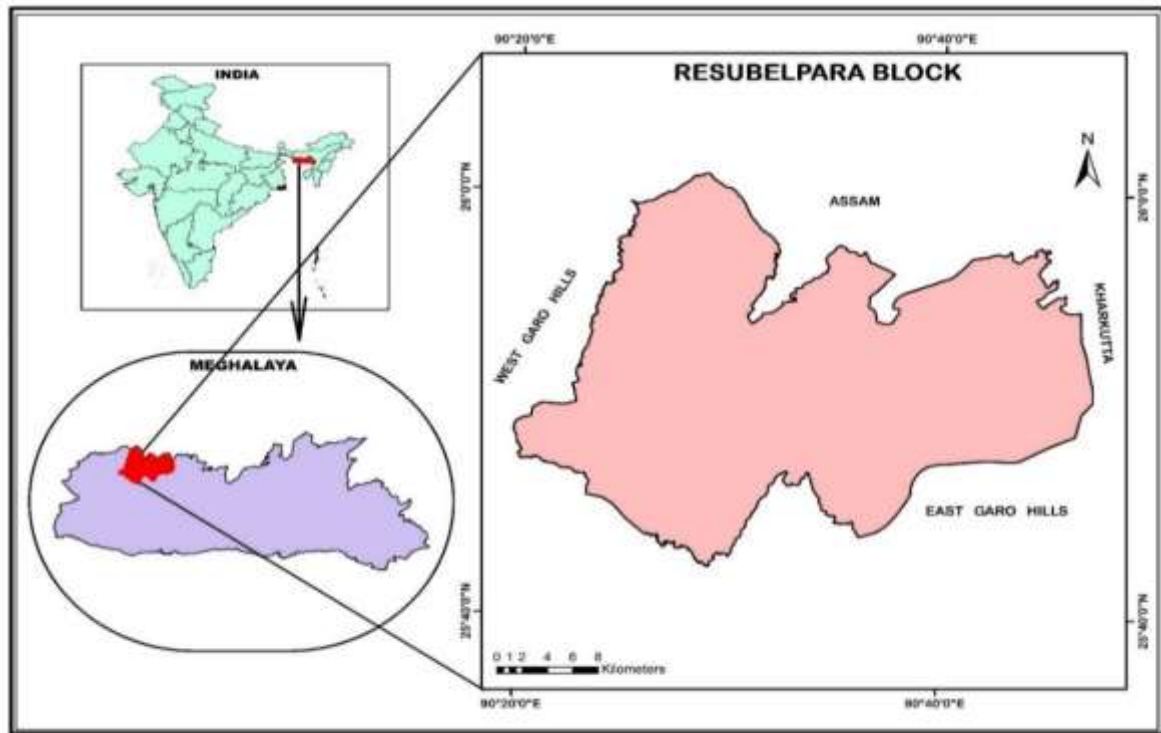 INDIA
MEGHALAYA
90°20'0"E
90°40'0"E
RESUBELPARA BLOCK
N
26°0'0"N
26°0'0"N
ASSAM
WEST GARO HILLS
KHARKUTTA
EAST GARO HILLS
25°40'0"N
25°40'0"N
0 1 2 4 6 8
Kilometers
90°20'0"E
90°40'0"E